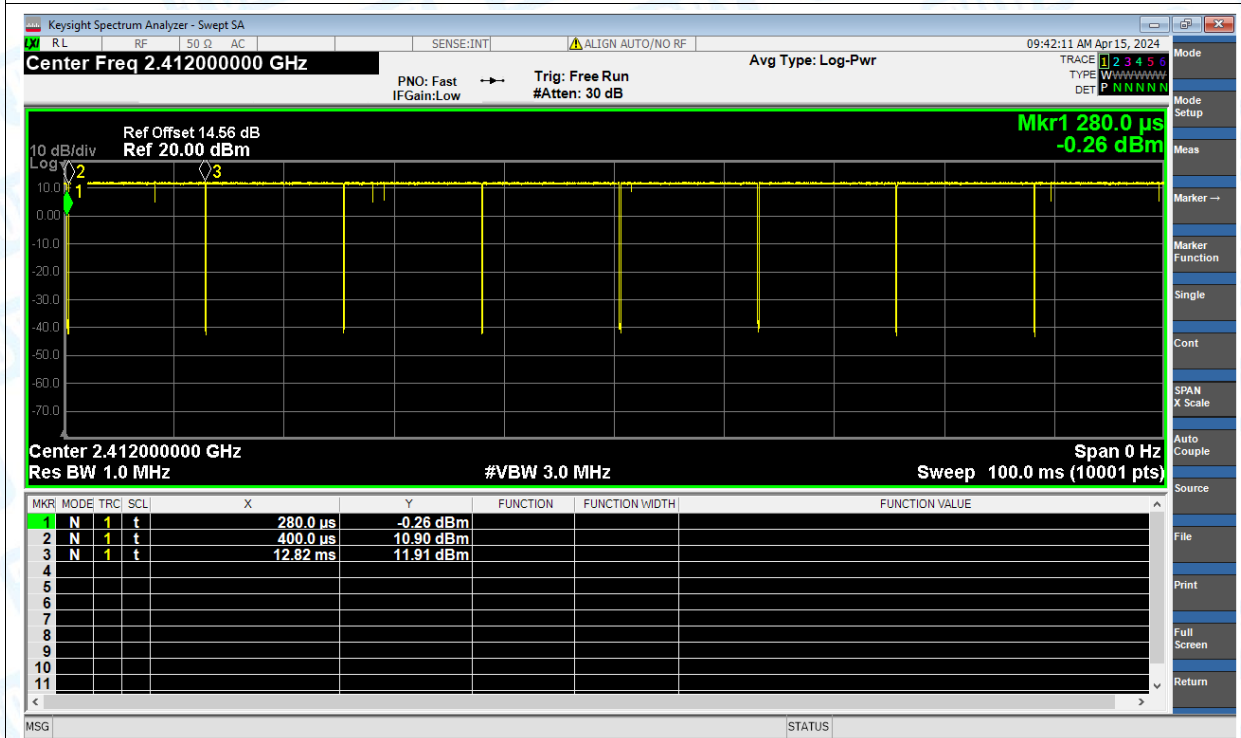 Keysight Spectrum Analyzer - Swept SA
LXI RL RF 50 Ω AC SENSE:INT ALIGN AUTO/NO RF 09:42:11 AM Apr 15, 2024
Center Freq 2.412000000 GHz
PNO: Fast
IFGain:Low
Trig: Free Run
#Atten: 30 dB
Avg Type: Log-Pwr
TRACE 1 2 3 4 5 6
TYPE WWWWWW
DET P N N N N N
Mkr1 280.0 µs
-0.26 dBm
Ref Offset 14.56 dB
10 dB/div Ref 20.00 dBm
Log
2 3
1
10.0
0.00
-10.0
-20.0
-30.0
-40.0
-50.0
-60.0
-70.0
Center 2.412000000 GHz Span 0 Hz
Res BW 1.0 MHz #VBW 3.0 MHz Sweep 100.0 ms (10001 pts)
MKR MODE TRC SCL X Y FUNCTION FUNCTION WIDTH FUNCTION VALUE
1 N 1 t 280.0 µs -0.26 dBm
2 N 1 t 400.0 µs 10.90 dBm
3 N 1 t 12.82 ms 11.91 dBm
4
5
6
7
8
9
10
11
MSG STATUS
Mode
Mode
Setup
Meas
Marker →
Marker
Function
Single
Cont
SPAN
X Scale
Auto
Couple
Source
File
Print
Full
Screen
Return